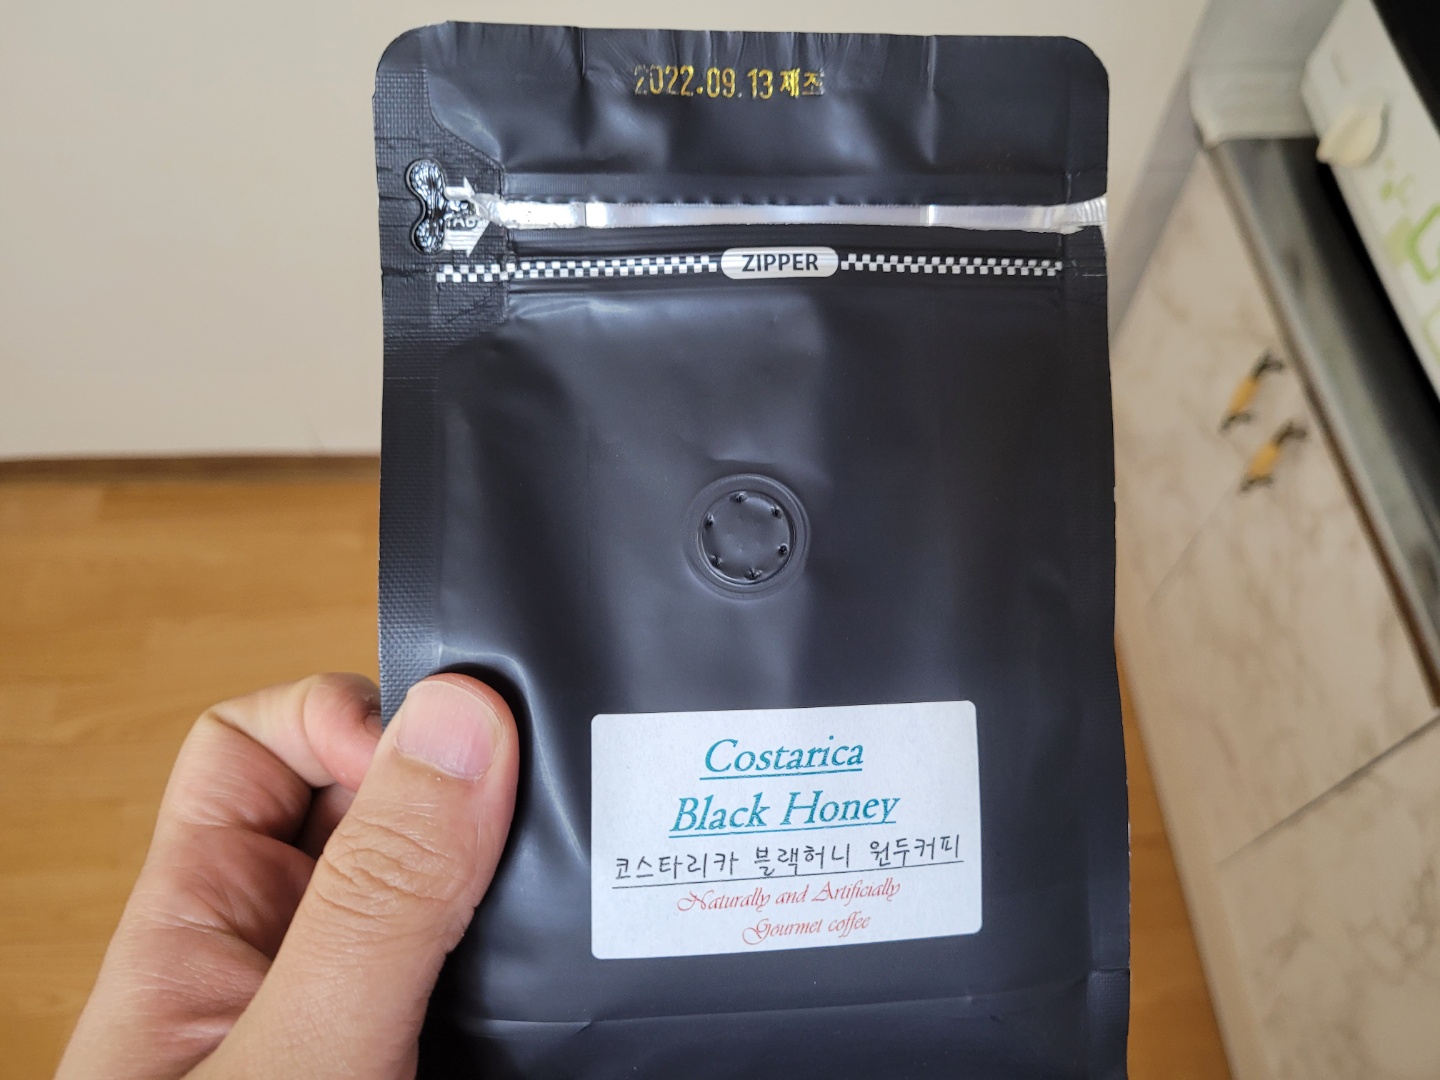 2022.09.13 제조
ZIPPER
Costarica
Black Honey
코스타리카 블랙허니 원두커피
Naturally and Artificially
Gourmet coffee